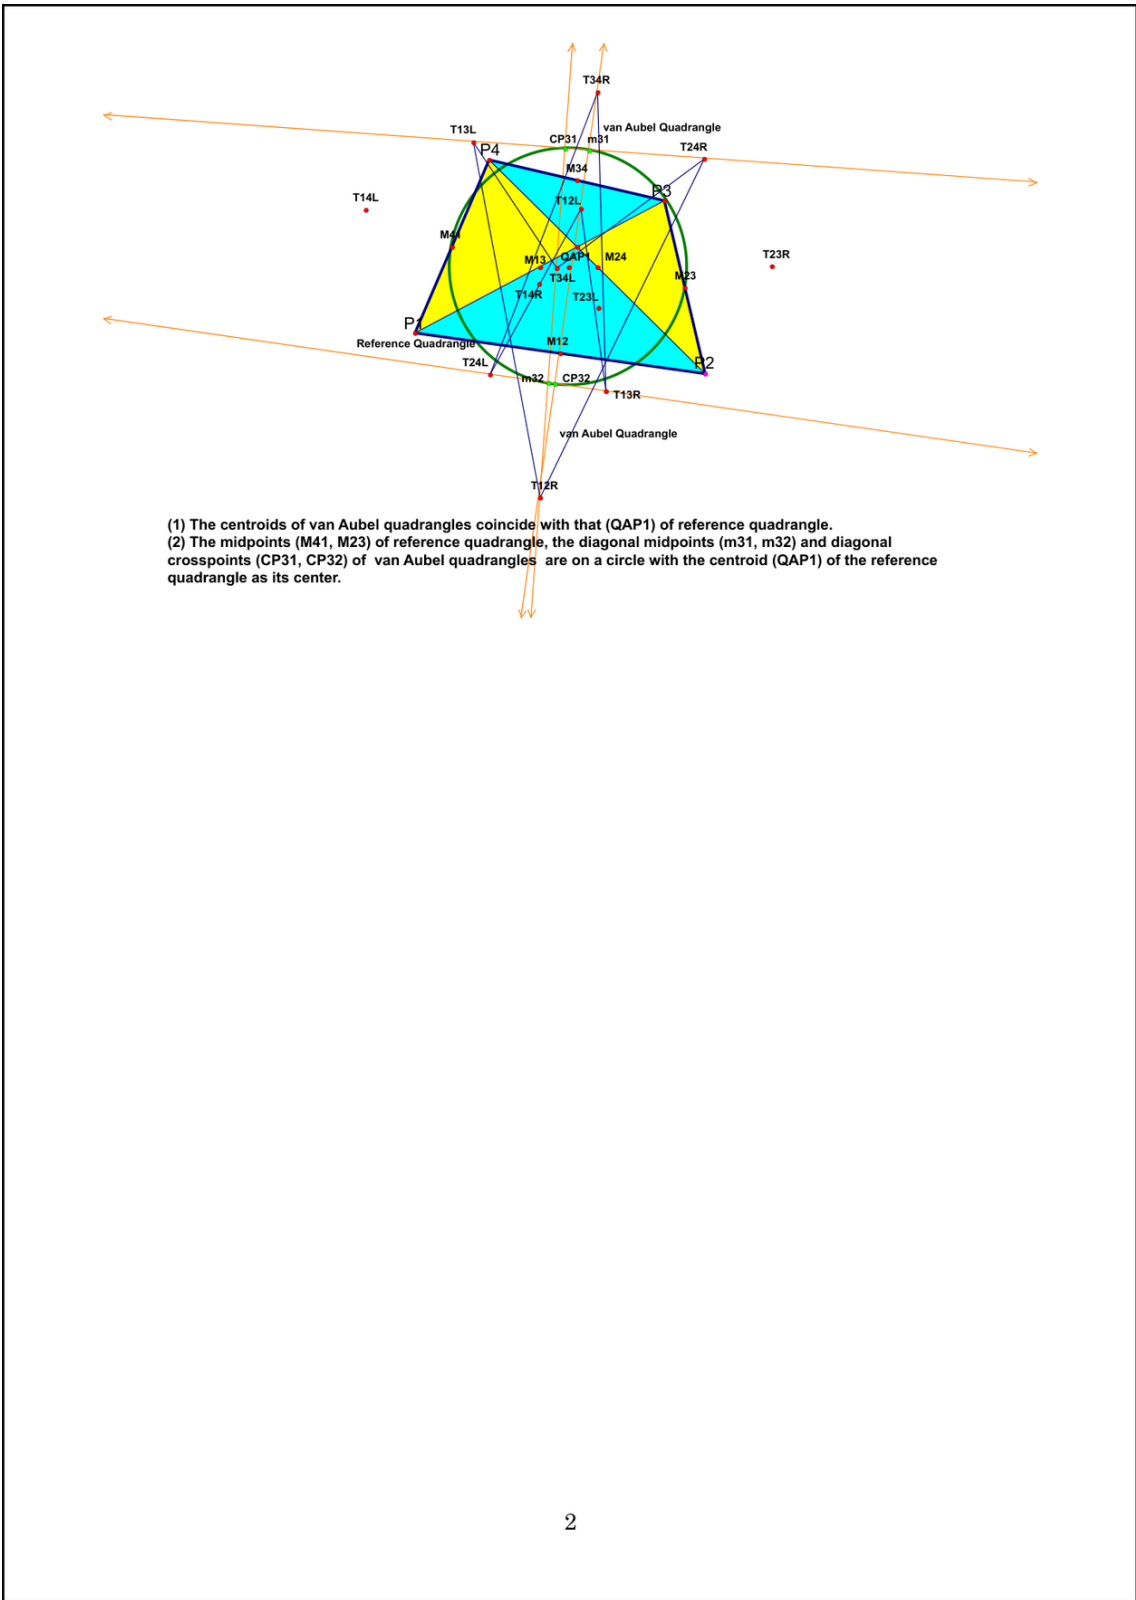 T34R
van Aubel Quadrangle
T13L
CP31 m31
T24R
P4
M34
P3
T14L
T12L
M41
T23R
M13
QAP1
M24
T34L
M23
T14R
T23L
P1
Reference Quadrangle
M12
T24L
P2
m32
CP32
T13R
van Aubel Quadrangle
T12R
(1) The centroids of van Aubel quadrangles coincide with that (QAP1) of reference quadrangle.
(2) The midpoints (M41, M23) of reference quadrangle, the diagonal midpoints (m31, m32) and diagonal
crosspoints (CP31, CP32) of van Aubel quadrangles are on a circle with the centroid (QAP1) of the reference
quadrangle as its center.
2